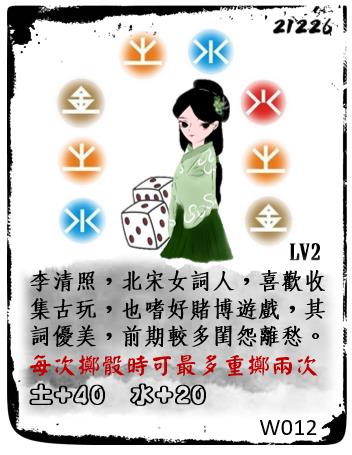 21226
土 水
金 火
土 土
水 金
LV2
李清照，北宋女詞人，喜歡收
集古玩，也嗜好賭博遊戲，其
詞優美，前期較多閨怨離愁。
每次擲骰時可最多重擲兩次
土+40 水+20
W012